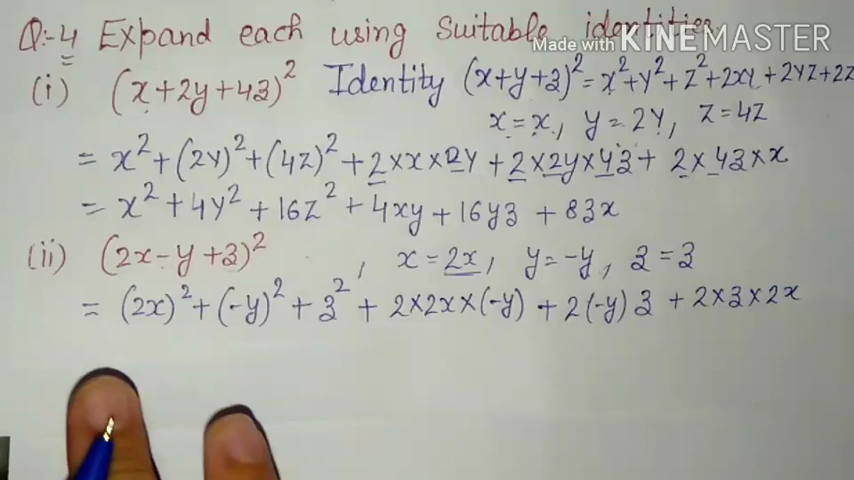 Q:-4 Expand each using Suitable identities
Made with KINEMASTER
(i) (x+2y+4z)² Identity (x+y+z)² = x²+y²+z²+2xy+2yz+2z
x=x, y=2y, z=4z
= x²+(2y)²+(4z)²+2×x×2y+2×2y×4z+2×4z×x
= x²+4y²+16z²+4xy+16yz+8zx
(ii) (2x-y+z)² , x=2x, y=-y, z=z
= (2x)²+(-y)²+z²+2×2x×(-y)+2(-y)z+2×z×2x